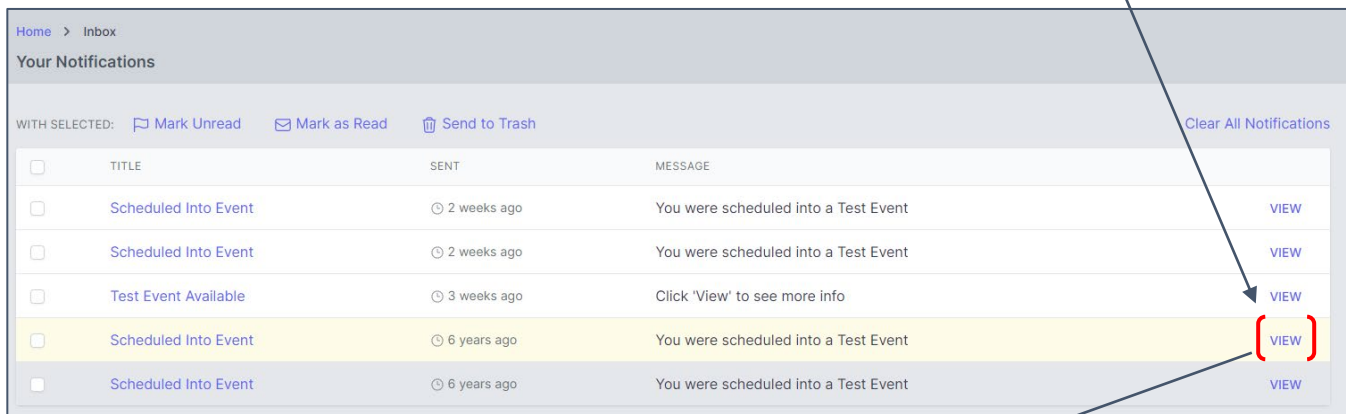 Home > Inbox
Your Notifications
WITH SELECTED: Mark Unread Mark as Read Send to Trash Clear All Notifications
TITLE SENT MESSAGE
Scheduled Into Event 2 weeks ago You were scheduled into a Test Event VIEW
Scheduled Into Event 2 weeks ago You were scheduled into a Test Event VIEW
Test Event Available 3 weeks ago Click 'View' to see more info VIEW
Scheduled Into Event 6 years ago You were scheduled into a Test Event VIEW
Scheduled Into Event 6 years ago You were scheduled into a Test Event VIEW